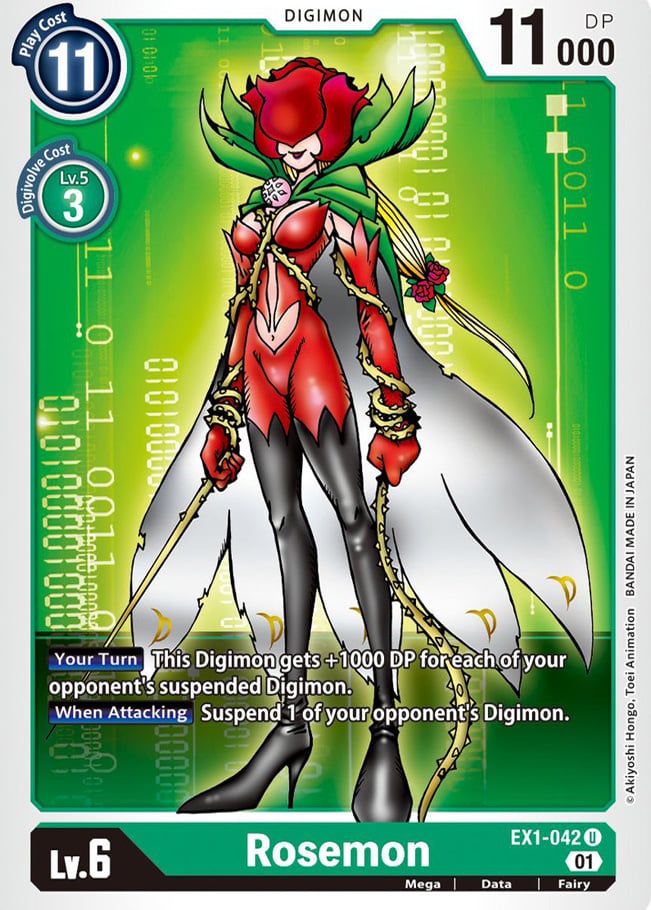 DIGIMON
Play Cost
11
DP
11000
Digivolve Cost
Lv.5
3
Your Turn This Digimon gets +1000 DP for each of your
opponent's suspended Digimon.
When Attacking Suspend 1 of your opponent's Digimon.
© Akiyoshi Hongo, Toei Animation BANDAI MADE IN JAPAN
Lv.6
Rosemon
EX1-042 U
01
Mega | Data | Fairy